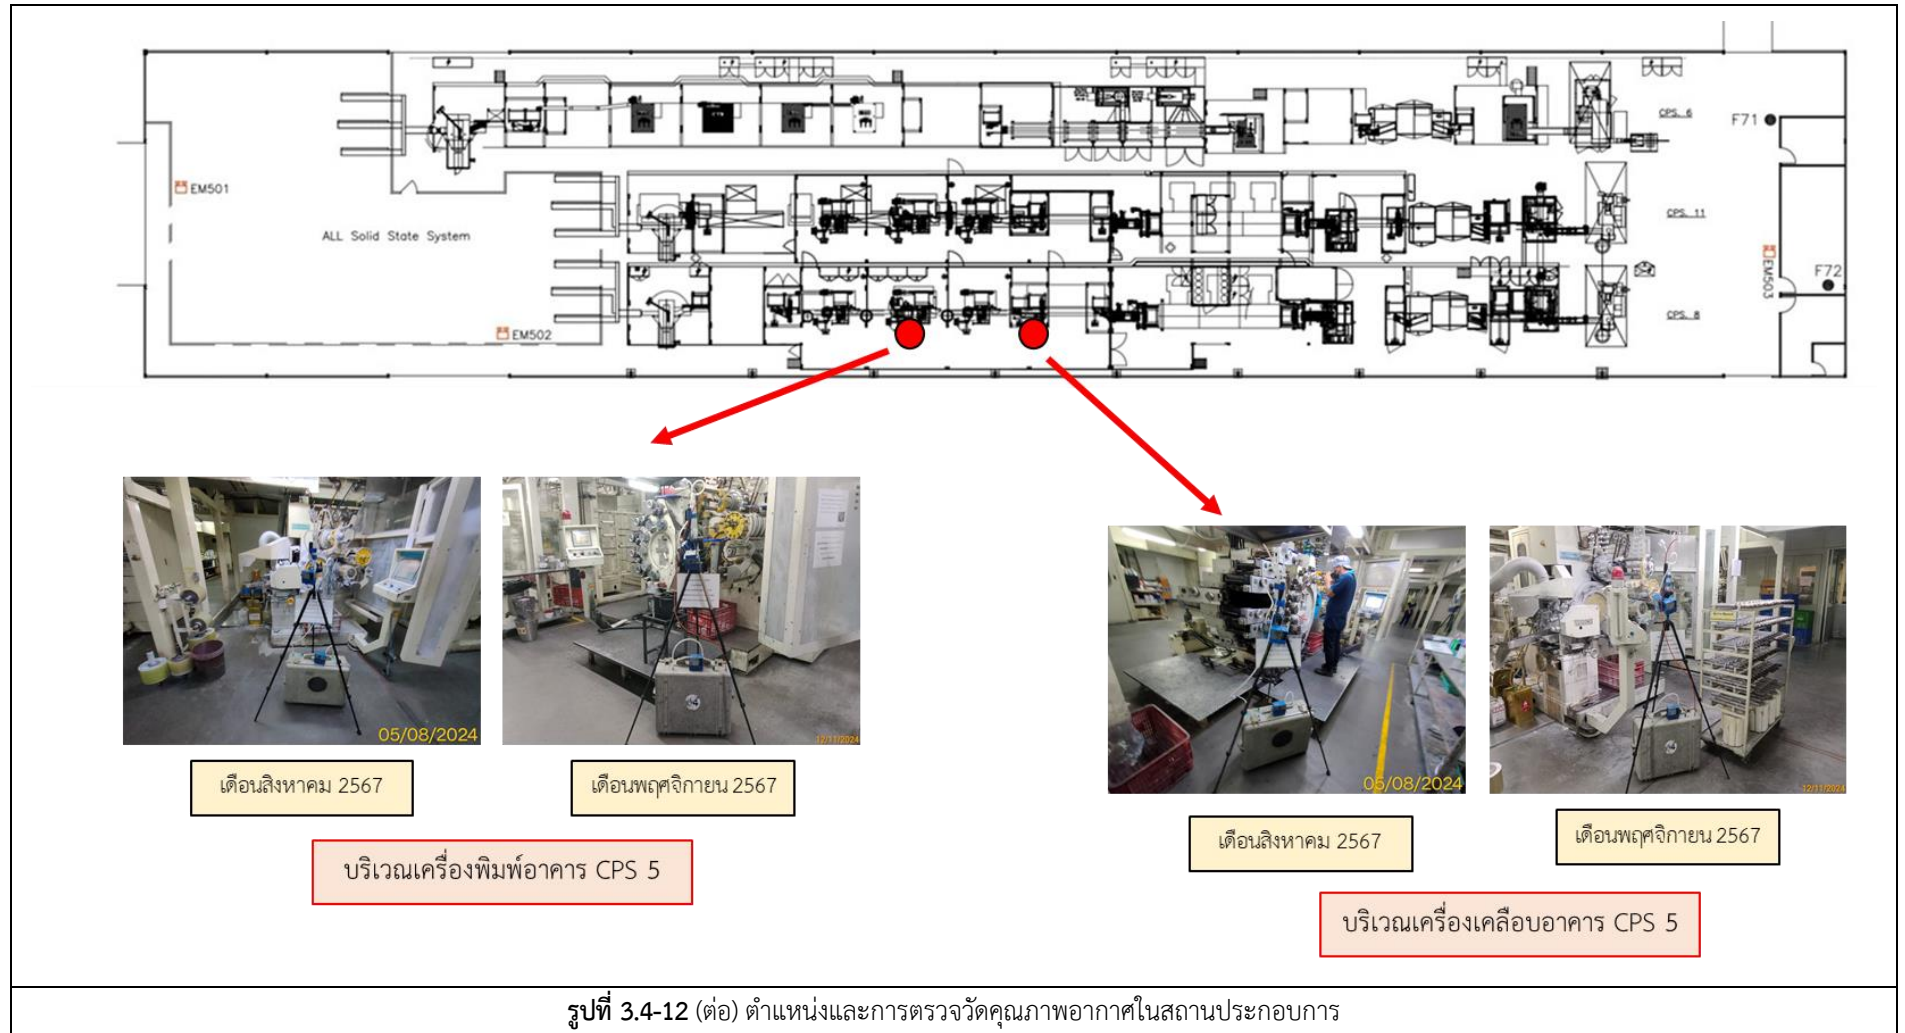 CPS. 6
F71
EM501
ALL Solid State System
CPS. 11
EM503
F72
EM502
CPS. 8
05/08/2024
12/11/2024
05/08/2024
12/11/2024
เดือนสิงหาคม 2567
เดือนพฤศจิกายน 2567
เดือนสิงหาคม 2567
เดือนพฤศจิกายน 2567
บริเวณเครื่องพิมพ์อาคาร CPS 5
บริเวณเครื่องเคลือบอาคาร CPS 5
รูปที่ 3.4-12 (ต่อ) ตำแหน่งและการตรวจวัดคุณภาพอากาศในสถานประกอบการ